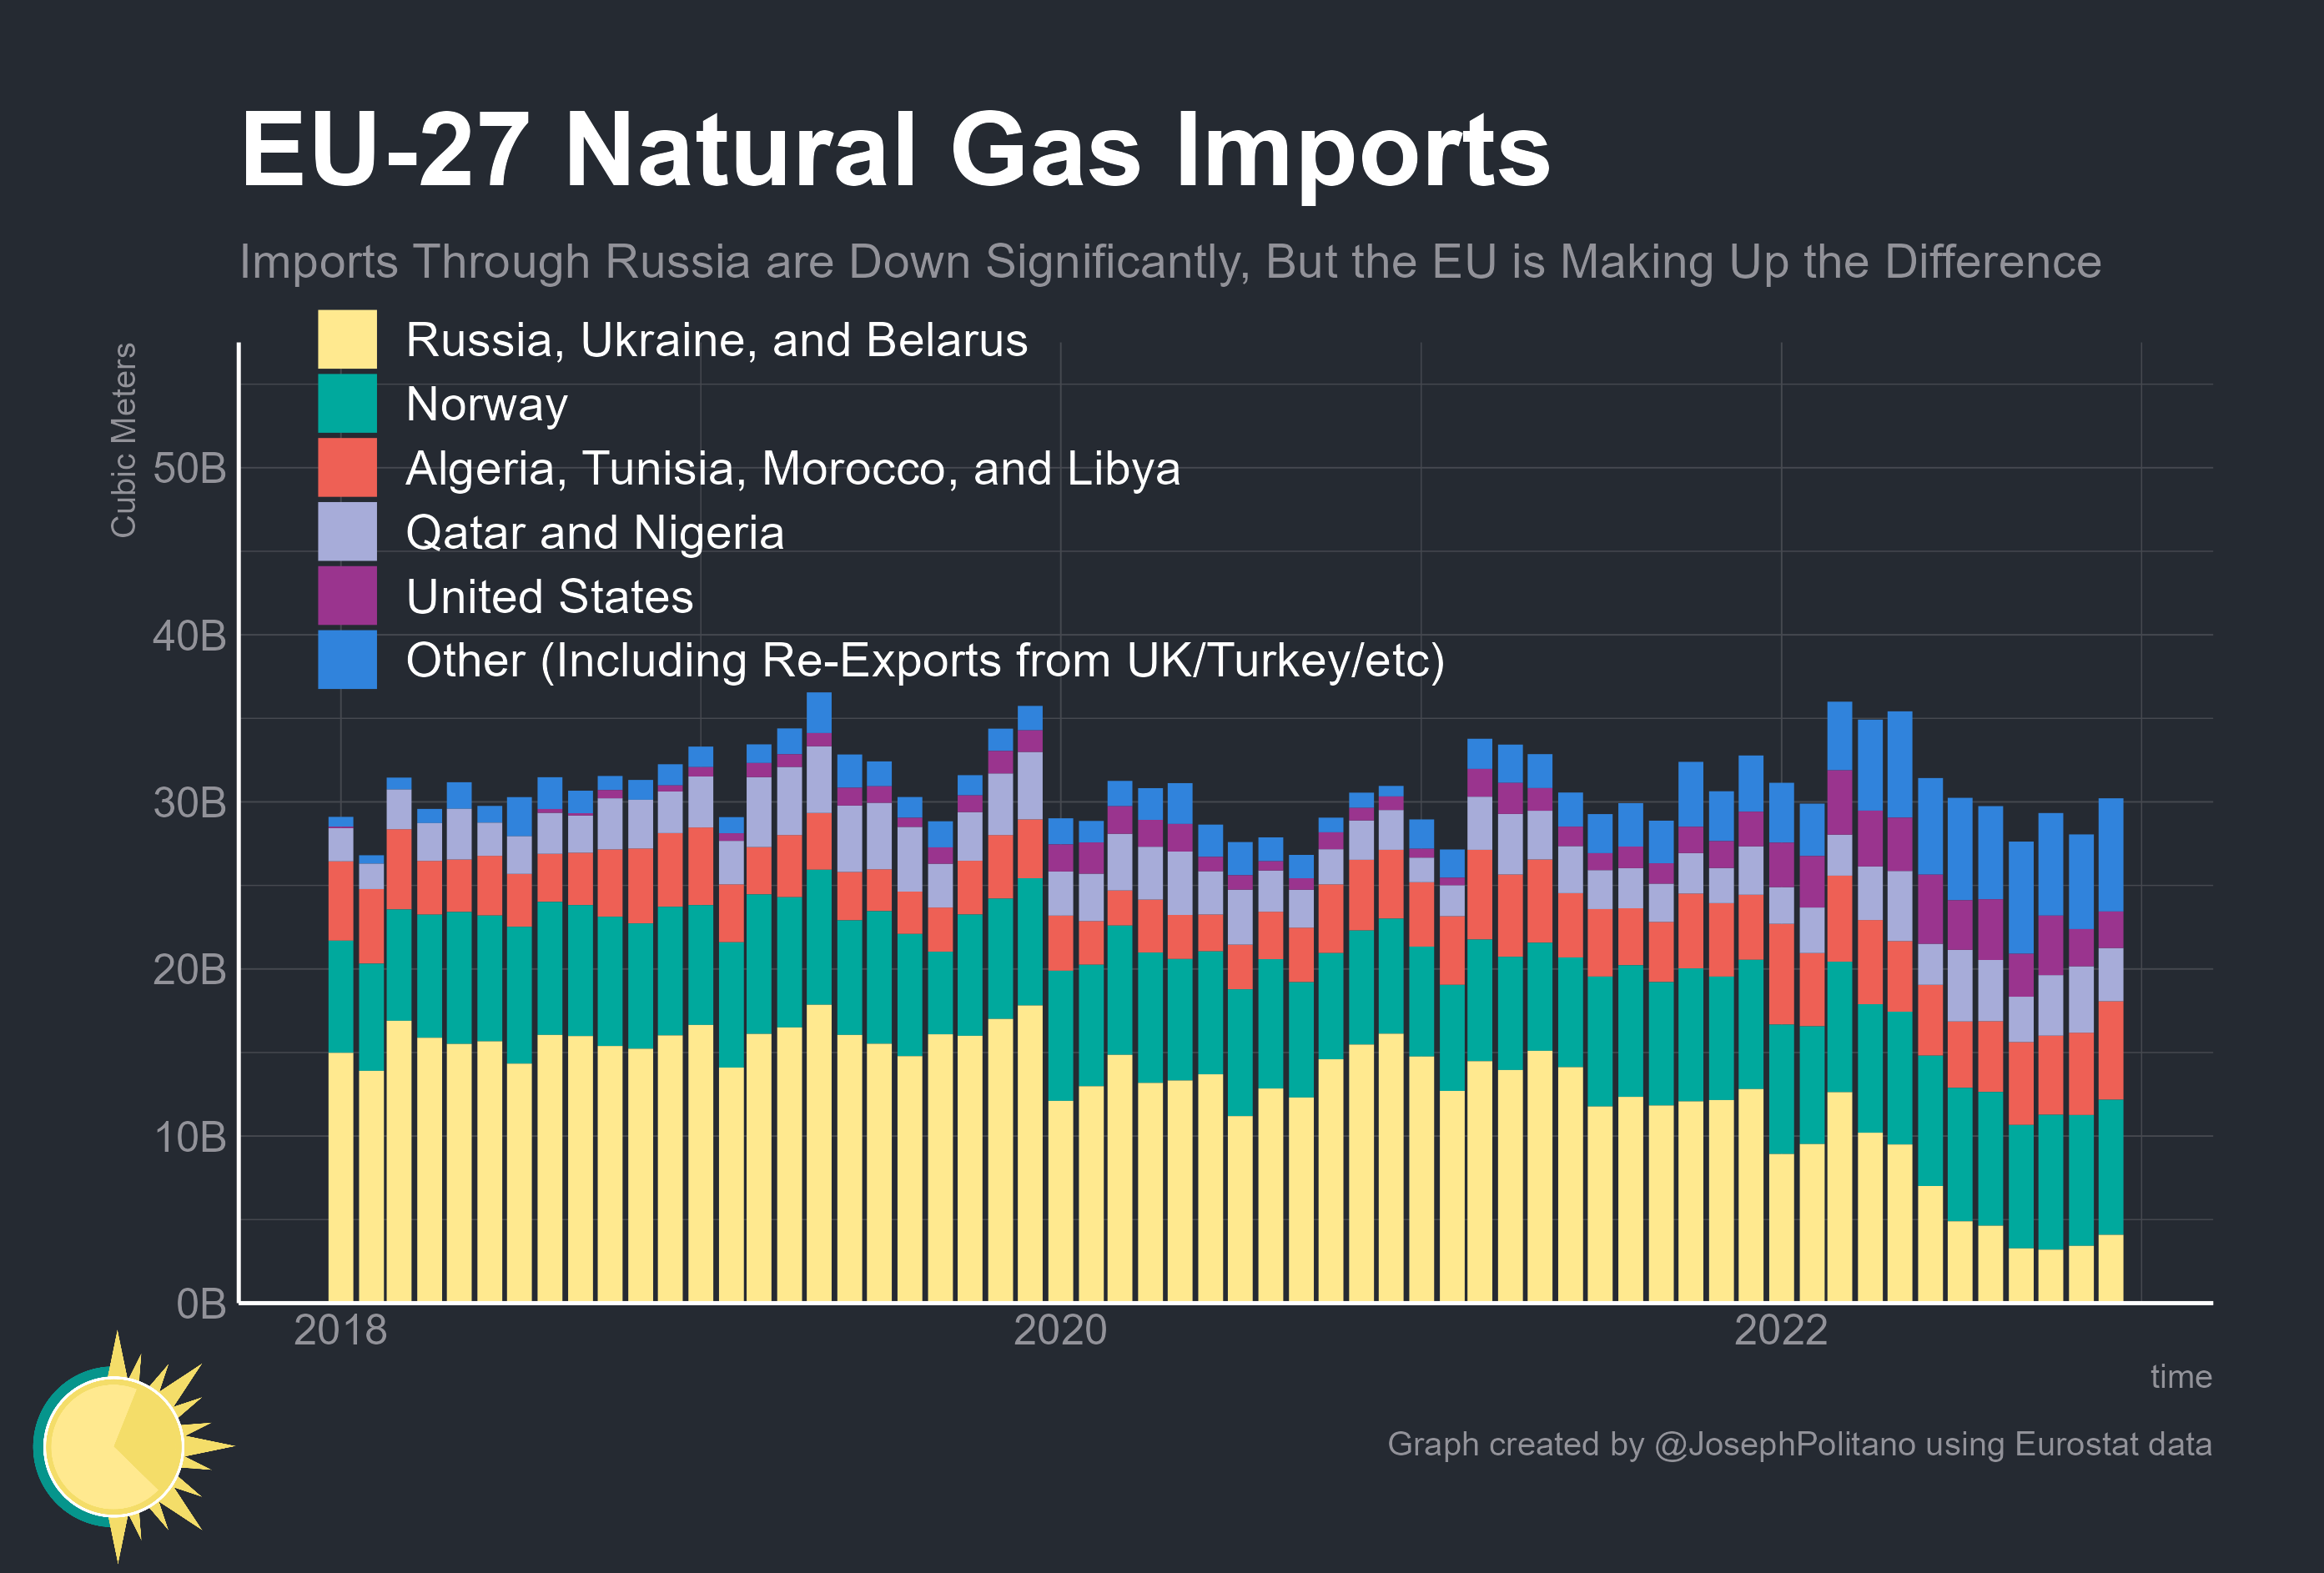 EU-27 Natural Gas Imports
Imports Through Russia are Down Significantly, But the EU is Making Up the Difference
Cubic Meters
Russia, Ukraine, and Belarus
Norway
Algeria, Tunisia, Morocco, and Libya
Qatar and Nigeria
United States
Other (Including Re-Exports from UK/Turkey/etc)
50B
40B
30B
20B
10B
0B
2018
2020
2022
time
Graph created by @JosephPolitano using Eurostat data